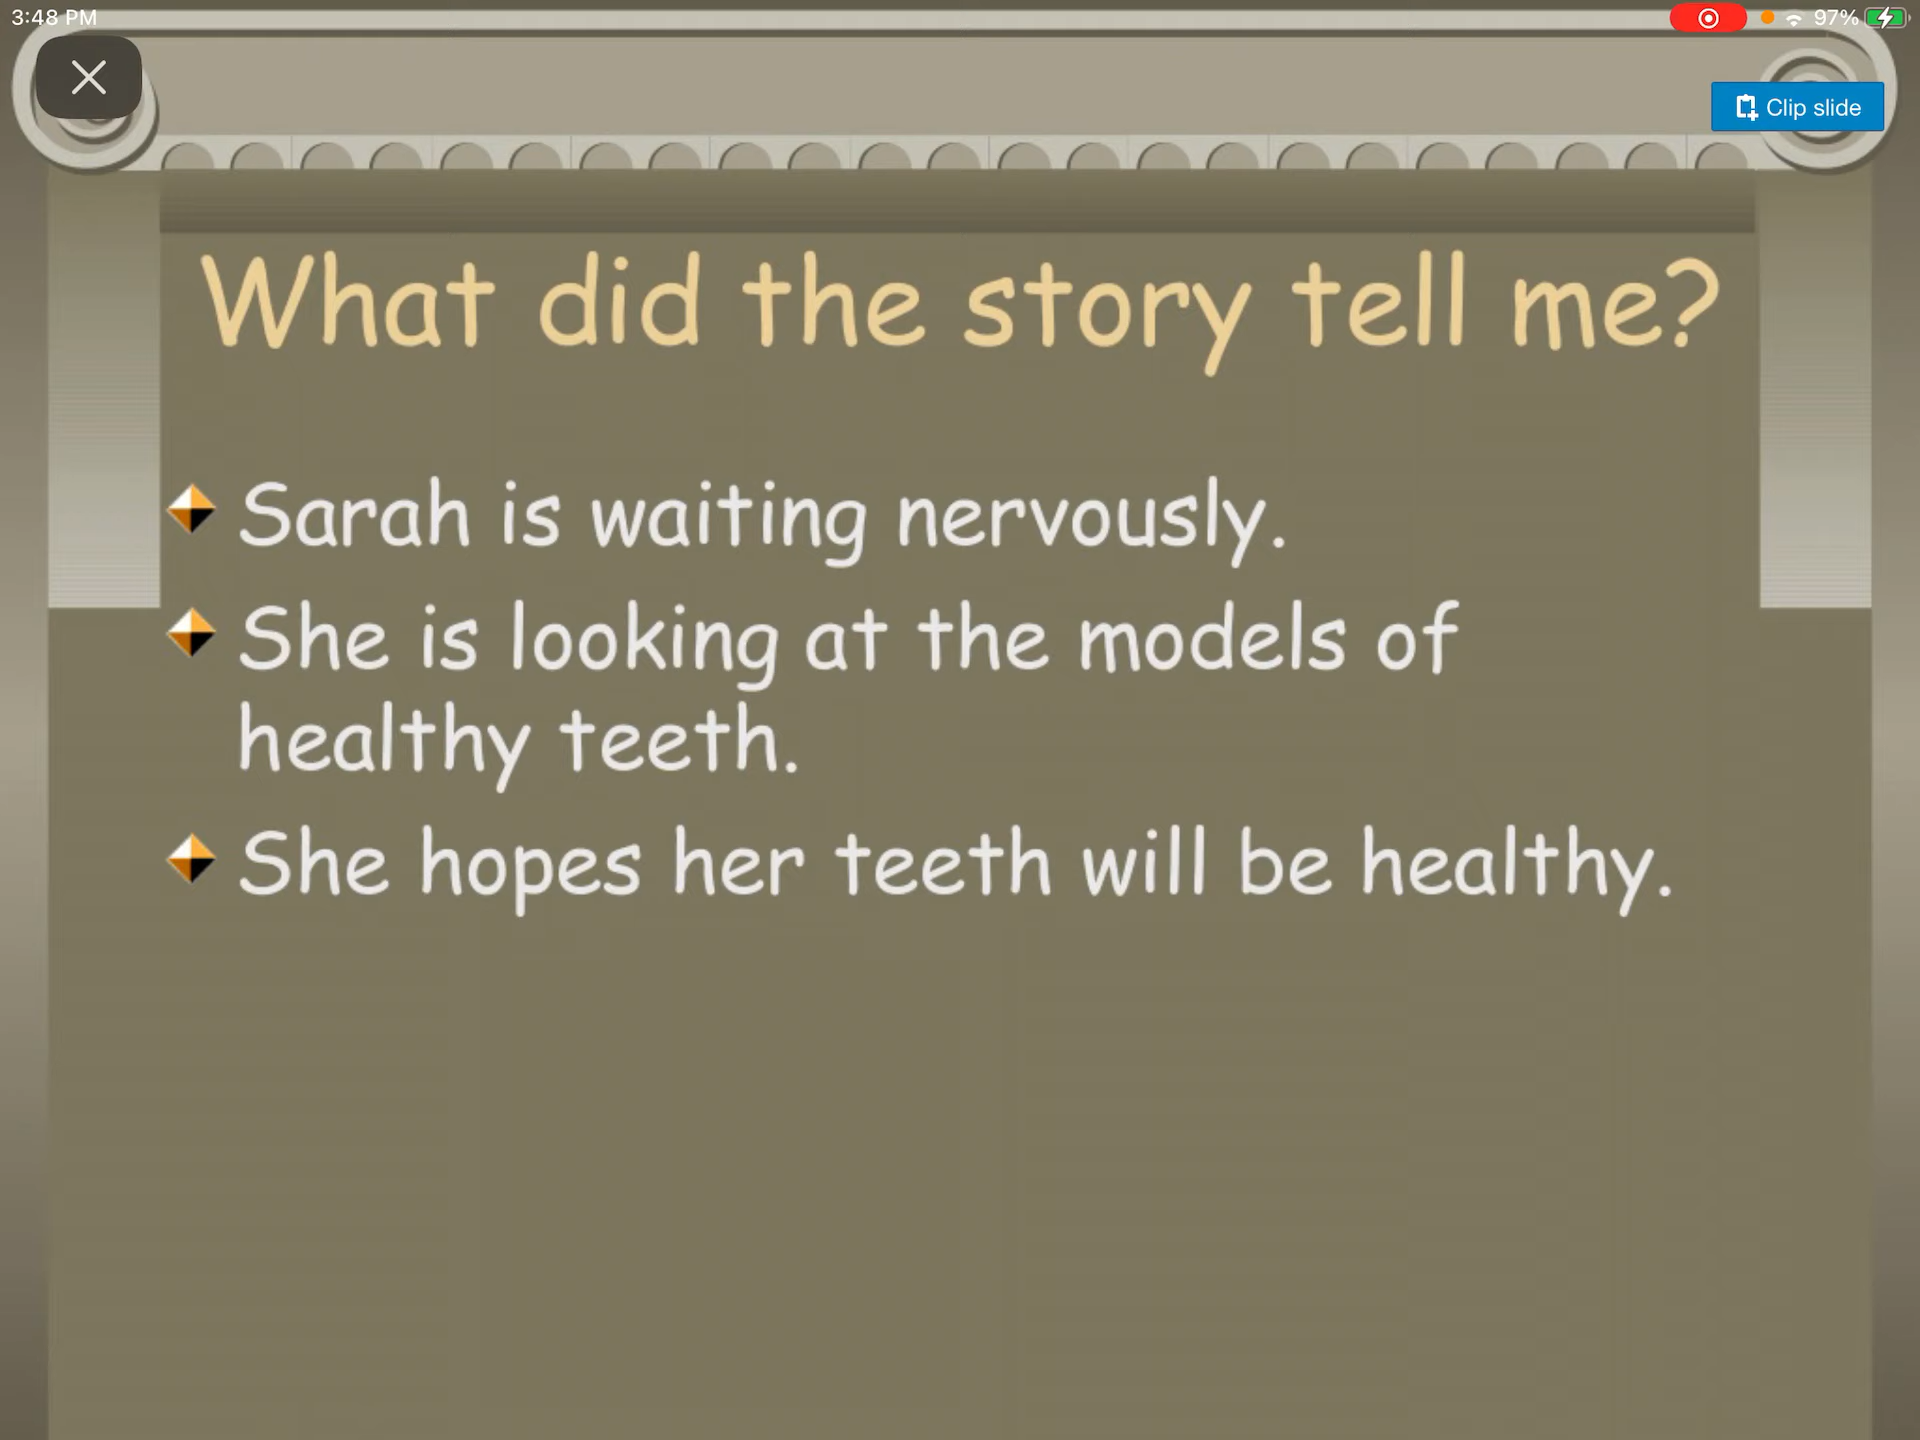 3:48 PM
97%
Clip slide
What did the story tell me?
Sarah is waiting nervously.
She is looking at the models of
healthy teeth.
She hopes her teeth will be healthy.